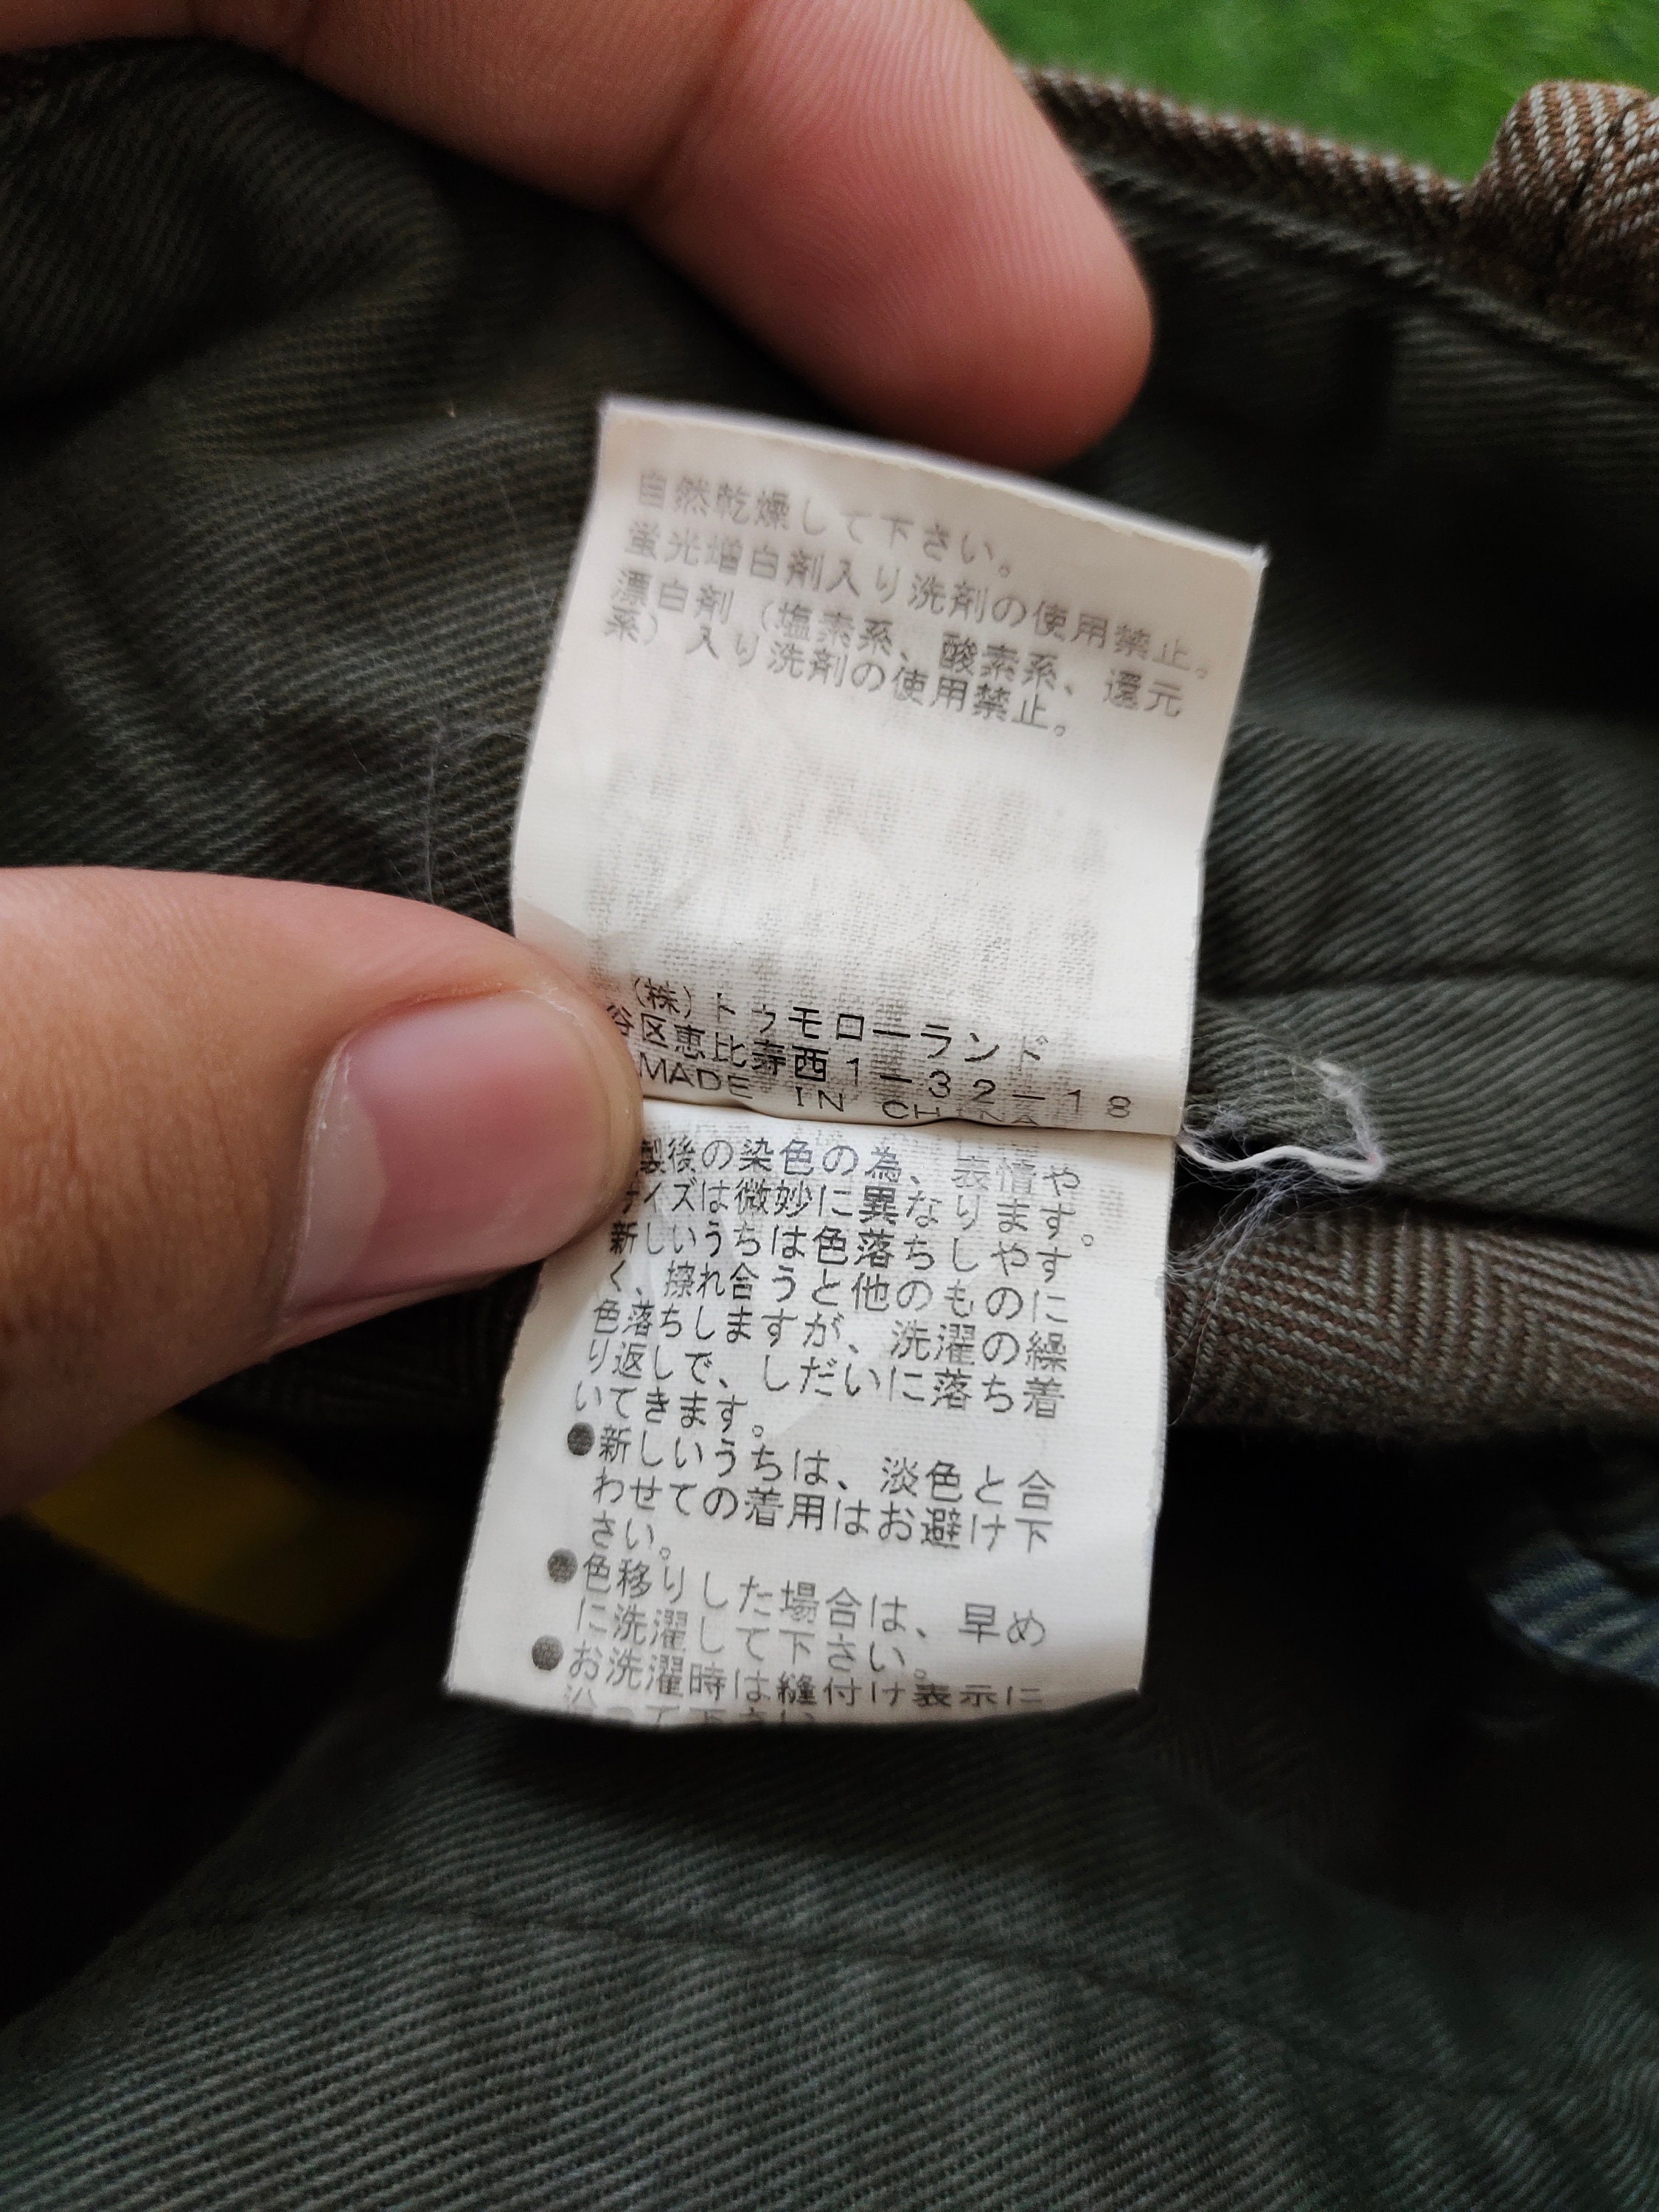 自然乾燥して下さい。
蛍光増白剤入り洗剤の使用禁止。
漂白剤（塩素系、酸素系、還元
系）入り洗剤の使用禁止。
（株）トゥモローランド
谷区恵比寿西1－32－18
MADE IN CHINA
製後の染色の為、表情や
イズは微妙に異なります。
新しいうちは色落ちしやす
く、擦れ合うと他のものに
色落ちしますが、洗濯の繰
り返しで、しだいに落ち着
いてきます。
●新しいうちは、淡色と合
わせての着用はお避け下
さい。
●色移りした場合は、早め
に洗濯して下さい。
●お洗濯時は縫付け表示に